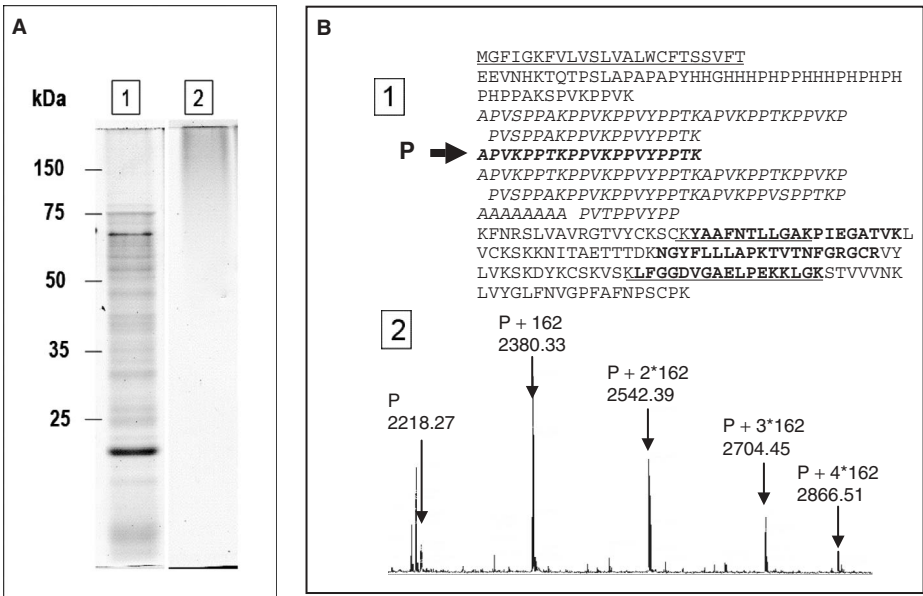 A
kDa
1
2
150
75
50
35
25
B
1
MGFIGKFVLVSLVALWCFTSSVFT
EEVNHKTQTPSLAPAPAPYHHGHHHPHPPHHHPHPHPH
PHPPAKSPVKPPVK
APVSPPAKPPVKPPVYPPTKAPVKPPTKPPVKP
PVSPPAKPPVKPPVYPPTK
P
APVKPPTKPPVKPPVYPPTK
APVKPPTKPPVKPPVYPPTKAPVKPPTKPPVKP
PVSPPAKPPVKPPVYPPTKAPVKPPVSPPTKP
AAAAAAAA PVTPPVYPP
KFNRSLVAVRGTVYCKSCKYAAFNTLLGAKPIEGATVKL
VCKSKKNITAETTTDKNGYFLLLAPKTVTNFGRGCRVY
LVKSKDYKCSKVSKLFGGDVGAELPEKKLGKSTVVVNK
LVYGLFNVGPFAFNPSCPK
2
P
2218.27
P + 162
2380.33
P + 2*162
2542.39
P + 3*162
2704.45
P + 4*162
2866.51